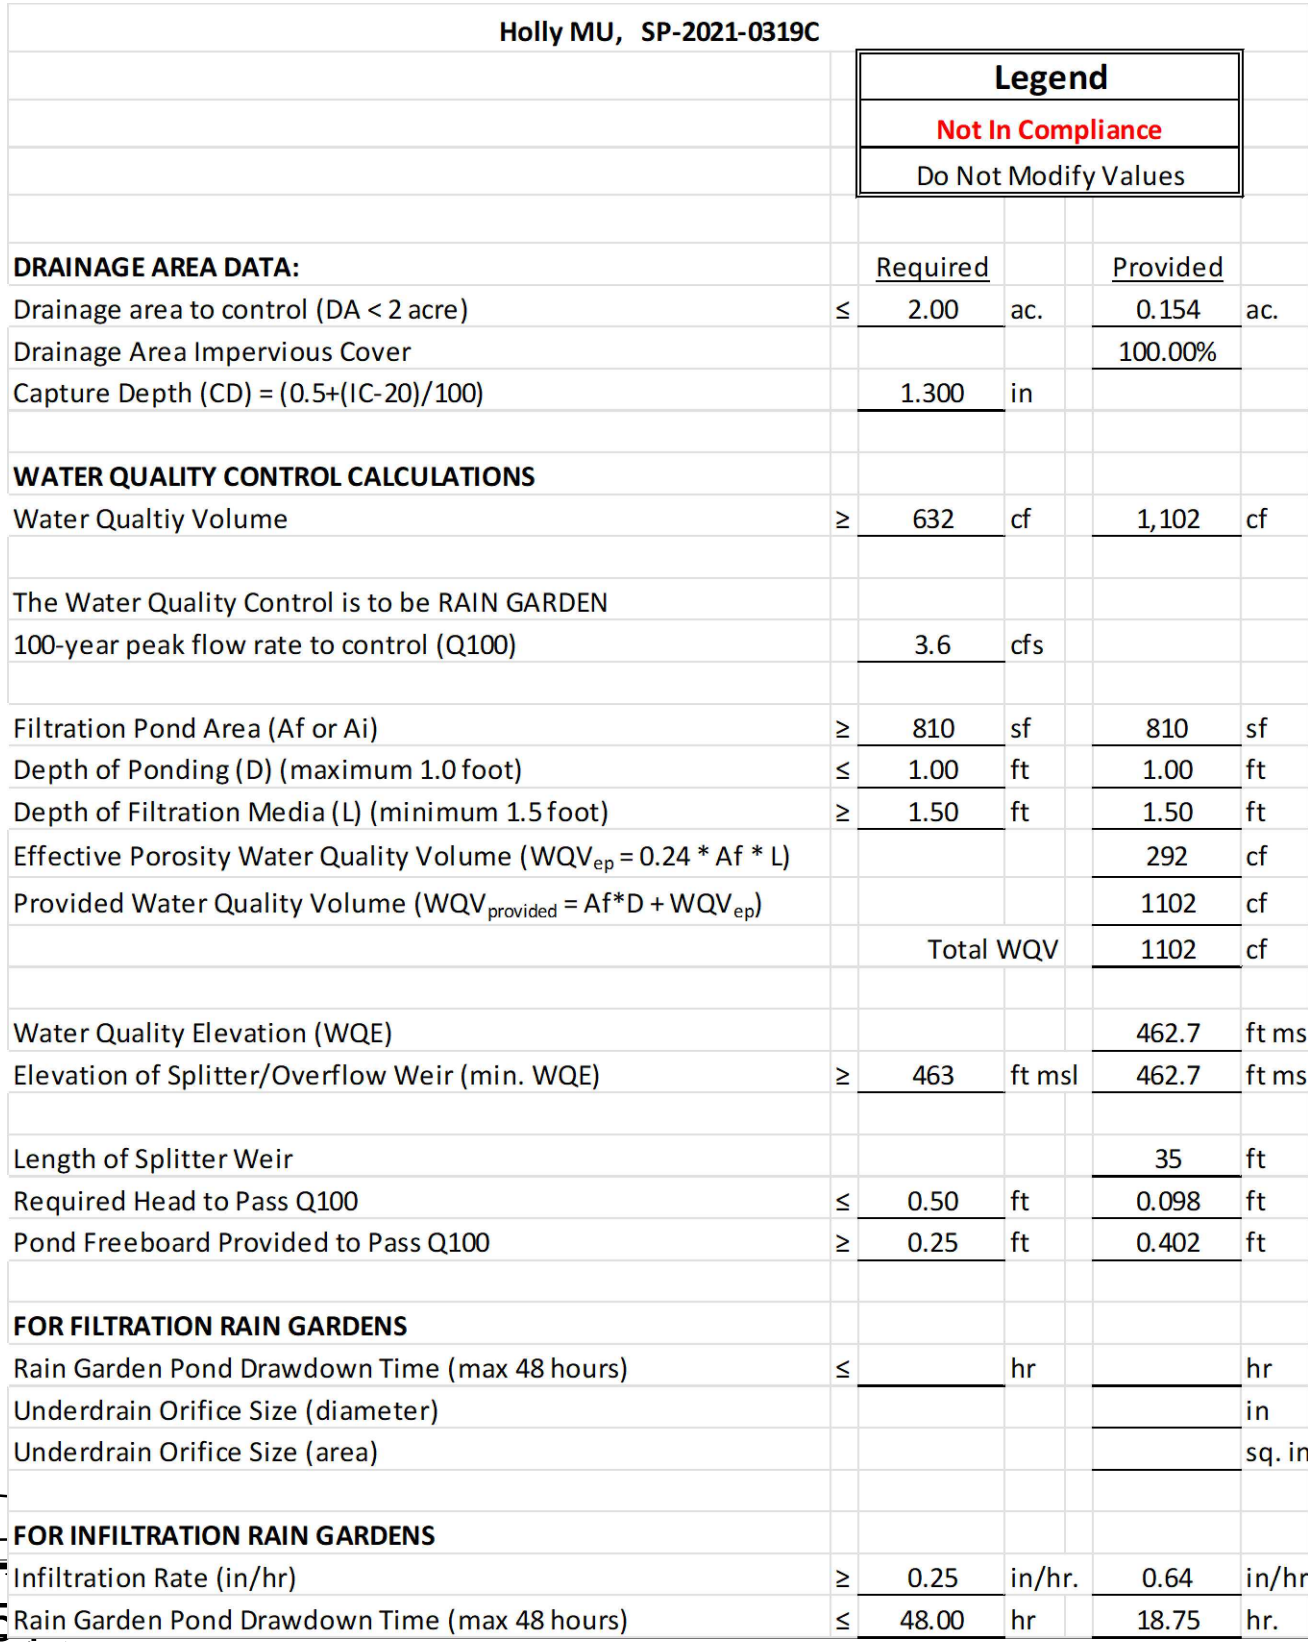 Holly MU, SP-2021-0319C
Legend
Not In Compliance
Do Not Modify Values
DRAINAGE AREA DATA: Required Provided
Drainage area to control (DA < 2 acre) ≤ 2.00 ac. 0.154 ac.
Drainage Area Impervious Cover 100.00%
Capture Depth (CD) = (0.5+(IC-20)/100) 1.300 in
WATER QUALITY CONTROL CALCULATIONS
Water Qualtiy Volume ≥ 632 cf 1,102 cf
The Water Quality Control is to be RAIN GARDEN
100-year peak flow rate to control (Q100) 3.6 cfs
Filtration Pond Area (Af or Ai) ≥ 810 sf 810 sf
Depth of Ponding (D) (maximum 1.0 foot) ≤ 1.00 ft 1.00 ft
Depth of Filtration Media (L) (minimum 1.5 foot) ≥ 1.50 ft 1.50 ft
Effective Porosity Water Quality Volume (WQVep = 0.24 * Af * L) 292 cf
Provided Water Quality Volume (WQVprovided = Af*D + WQVep) 1102 cf
Total WQV 1102 cf
Water Quality Elevation (WQE) 462.7 ft ms
Elevation of Splitter/Overflow Weir (min. WQE) ≥ 463 ft msl 462.7 ft ms
Length of Splitter Weir 35 ft
Required Head to Pass Q100 ≤ 0.50 ft 0.098 ft
Pond Freeboard Provided to Pass Q100 ≥ 0.25 ft 0.402 ft
FOR FILTRATION RAIN GARDENS
Rain Garden Pond Drawdown Time (max 48 hours) ≤ hr hr
Underdrain Orifice Size (diameter) in
Underdrain Orifice Size (area) sq. in
FOR INFILTRATION RAIN GARDENS
Infiltration Rate (in/hr) ≥ 0.25 in/hr. 0.64 in/hr
Rain Garden Pond Drawdown Time (max 48 hours) ≤ 48.00 hr 18.75 hr.